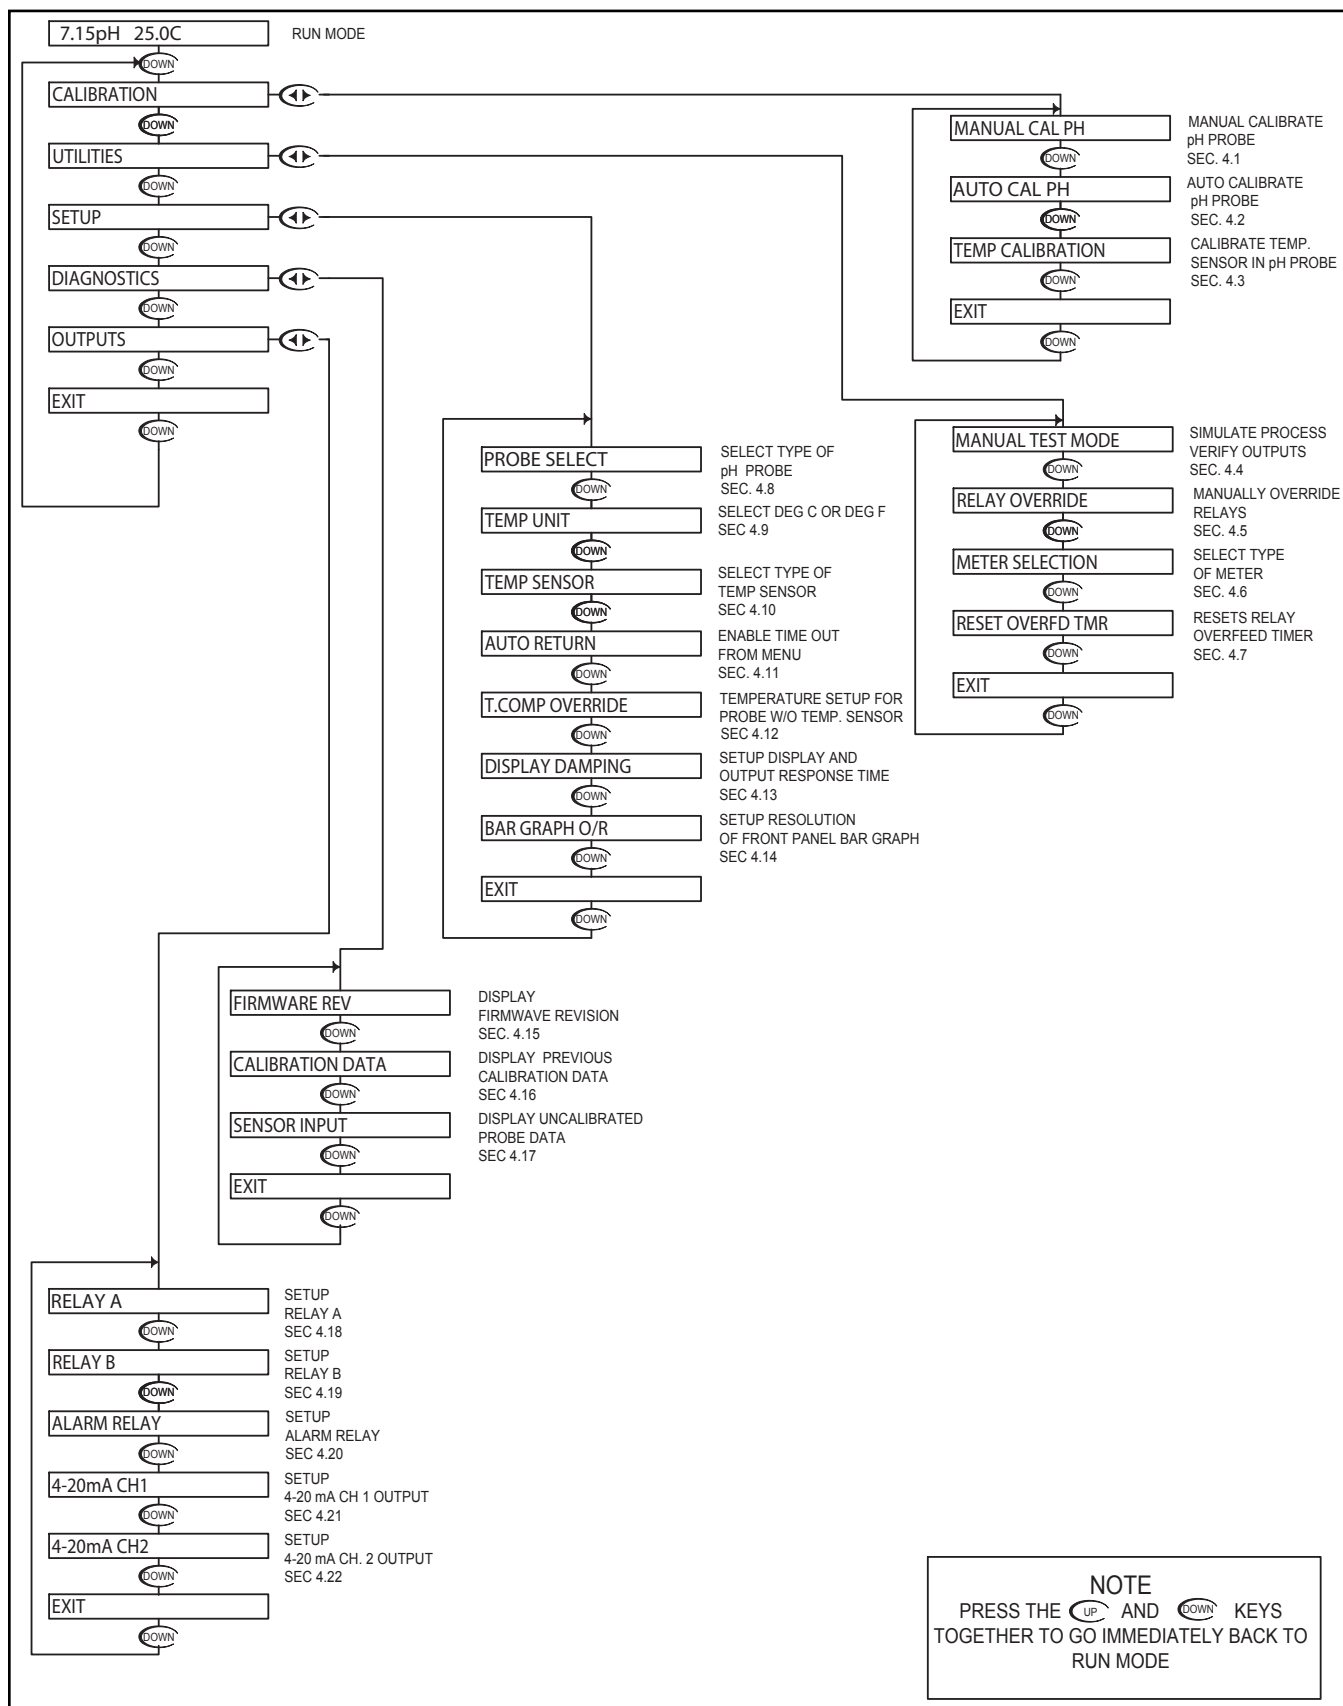 7.15pH 25.0C
RUN MODE
DOWN
CALIBRATION
DOWN
UTILITIES
DOWN
SETUP
DOWN
DIAGNOSTICS
DOWN
OUTPUTS
DOWN
EXIT
DOWN
MANUAL CAL PH
MANUAL CALIBRATE
pH PROBE
SEC. 4.1
DOWN
AUTO CAL PH
AUTO CALIBRATE
pH PROBE
SEC. 4.2
DOWN
TEMP CALIBRATION
CALIBRATE TEMP.
SENSOR IN pH PROBE
SEC. 4.3
DOWN
EXIT
DOWN
MANUAL TEST MODE
SIMULATE PROCESS
VERIFY OUTPUTS
SEC. 4.4
DOWN
RELAY OVERRIDE
MANUALLY OVERRIDE
RELAYS
SEC. 4.5
DOWN
METER SELECTION
SELECT TYPE
OF METER
SEC. 4.6
DOWN
RESET OVERFD TMR
RESETS RELAY
OVERFEED TIMER
SEC. 4.7
DOWN
EXIT
DOWN
PROBE SELECT
SELECT TYPE OF
pH PROBE
SEC. 4.8
DOWN
TEMP UNIT
SELECT DEG C OR DEG F
SEC 4.9
DOWN
TEMP SENSOR
SELECT TYPE OF
TEMP SENSOR
SEC 4.10
DOWN
AUTO RETURN
ENABLE TIME OUT
FROM MENU
SEC. 4.11
DOWN
T.COMP OVERRIDE
TEMPERATURE SETUP FOR
PROBE W/O TEMP. SENSOR
SEC 4.12
DOWN
DISPLAY DAMPING
SETUP DISPLAY AND
OUTPUT RESPONSE TIME
SEC 4.13
DOWN
BAR GRAPH O/R
SETUP RESOLUTION
OF FRONT PANEL BAR GRAPH
SEC 4.14
DOWN
EXIT
DOWN
FIRMWARE REV
DISPLAY
FIRMWAVE REVISION
SEC. 4.15
DOWN
CALIBRATION DATA
DISPLAY PREVIOUS
CALIBRATION DATA
SEC 4.16
DOWN
SENSOR INPUT
DISPLAY UNCALIBRATED
PROBE DATA
SEC 4.17
DOWN
EXIT
DOWN
RELAY A
SETUP
RELAY A
SEC 4.18
DOWN
RELAY B
SETUP
RELAY B
SEC 4.19
DOWN
ALARM RELAY
SETUP
ALARM RELAY
SEC 4.20
DOWN
4-20mA CH1
SETUP
4-20 mA CH 1 OUTPUT
SEC 4.21
DOWN
4-20mA CH2
SETUP
4-20 mA CH. 2 OUTPUT
SEC 4.22
DOWN
EXIT
DOWN
NOTE
PRESS THE UP AND DOWN KEYS
TOGETHER TO GO IMMEDIATELY BACK TO
RUN MODE